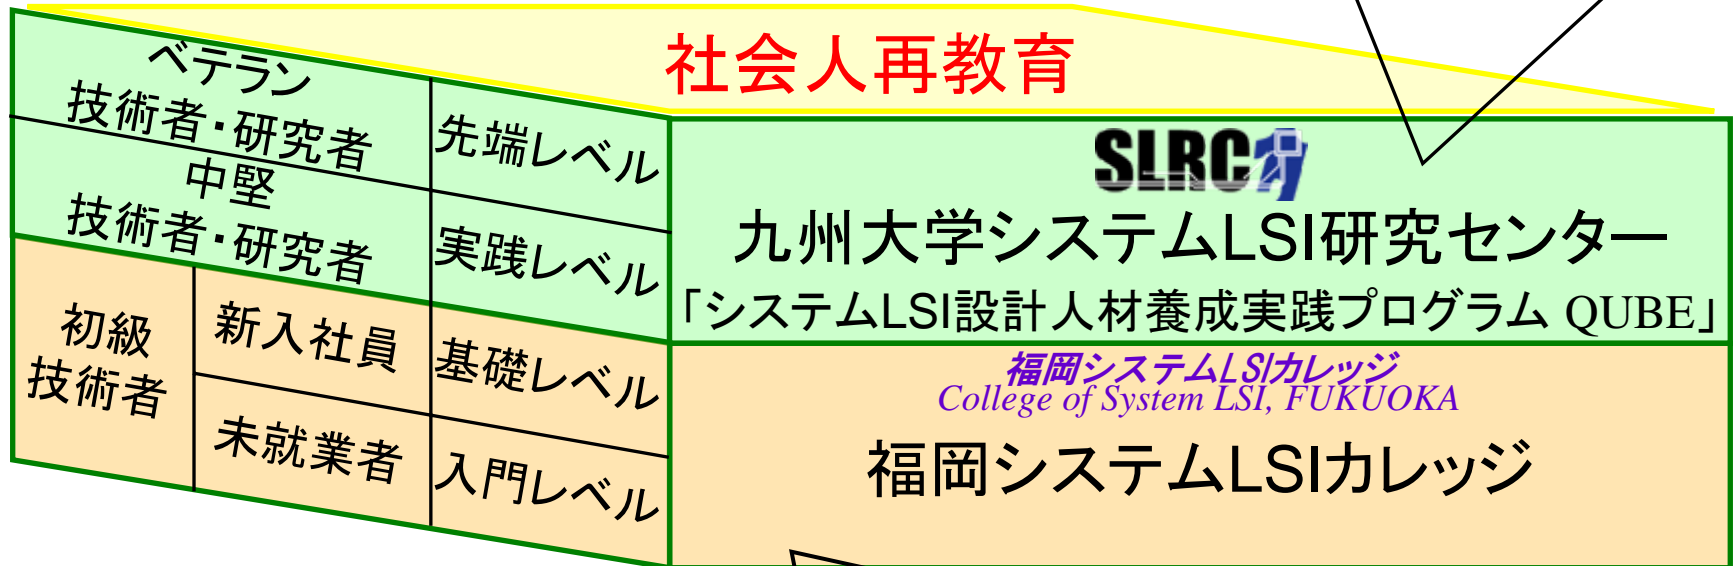 社会人再教育
ベテラン
技術者・研究者
先端レベル
中堅
技術者・研究者
実践レベル
初級
技術者
新入社員
基礎レベル
未就業者
入門レベル
SLRC
九州大学システムLSI研究センター
「システムLSI設計人材養成実践プログラム QUBE」
福岡システムLSIカレッジ
College of System LSI, FUKUOKA
福岡システムLSIカレッジ